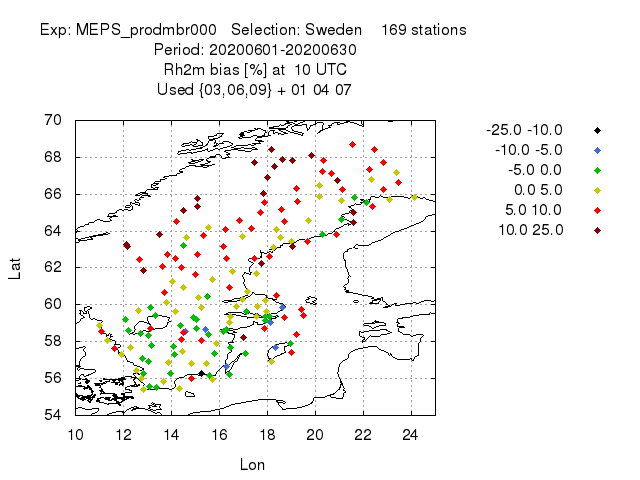 Exp: MEPS_prodmbr000 Selection: Sweden 169 stations
Period: 20200601-20200630
Rh2m bias [%] at 10 UTC
Used {03,06,09} + 01 04 07
70
68
66
64
62
60
58
56
54
Lat
10 12 14 16 18 20 22 24
Lon
-25.0 -10.0
-10.0 -5.0
-5.0 0.0
0.0 5.0
5.0 10.0
10.0 25.0